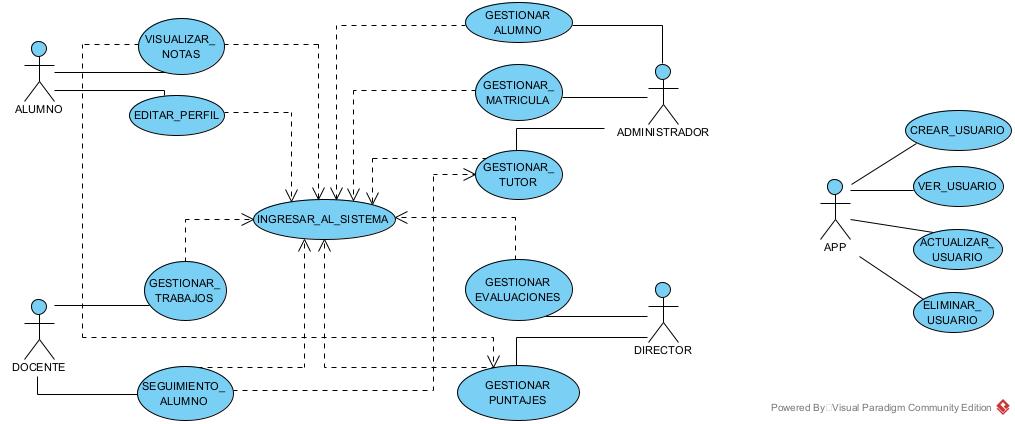 VISUALIZAR_
NOTAS
ALUMNO
EDITAR_PERFIL
GESTIONAR
ALUMNO
GESTIONAR_
MATRICULA
ADMINISTRADOR
GESTIONAR_
TUTOR
INGRESAR_AL_SISTEMA
GESTIONAR_
TRABAJOS
DOCENTE
SEGUIMIENTO_
ALUMNO
GESTIONAR
EVALUACIONES
DIRECTOR
GESTIONAR
PUNTAJES
CREAR_USUARIO
VER_USUARIO
APP
ACTUALIZAR_
USUARIO
ELIMINAR_
USUARIO
Powered By Visual Paradigm Community Edition